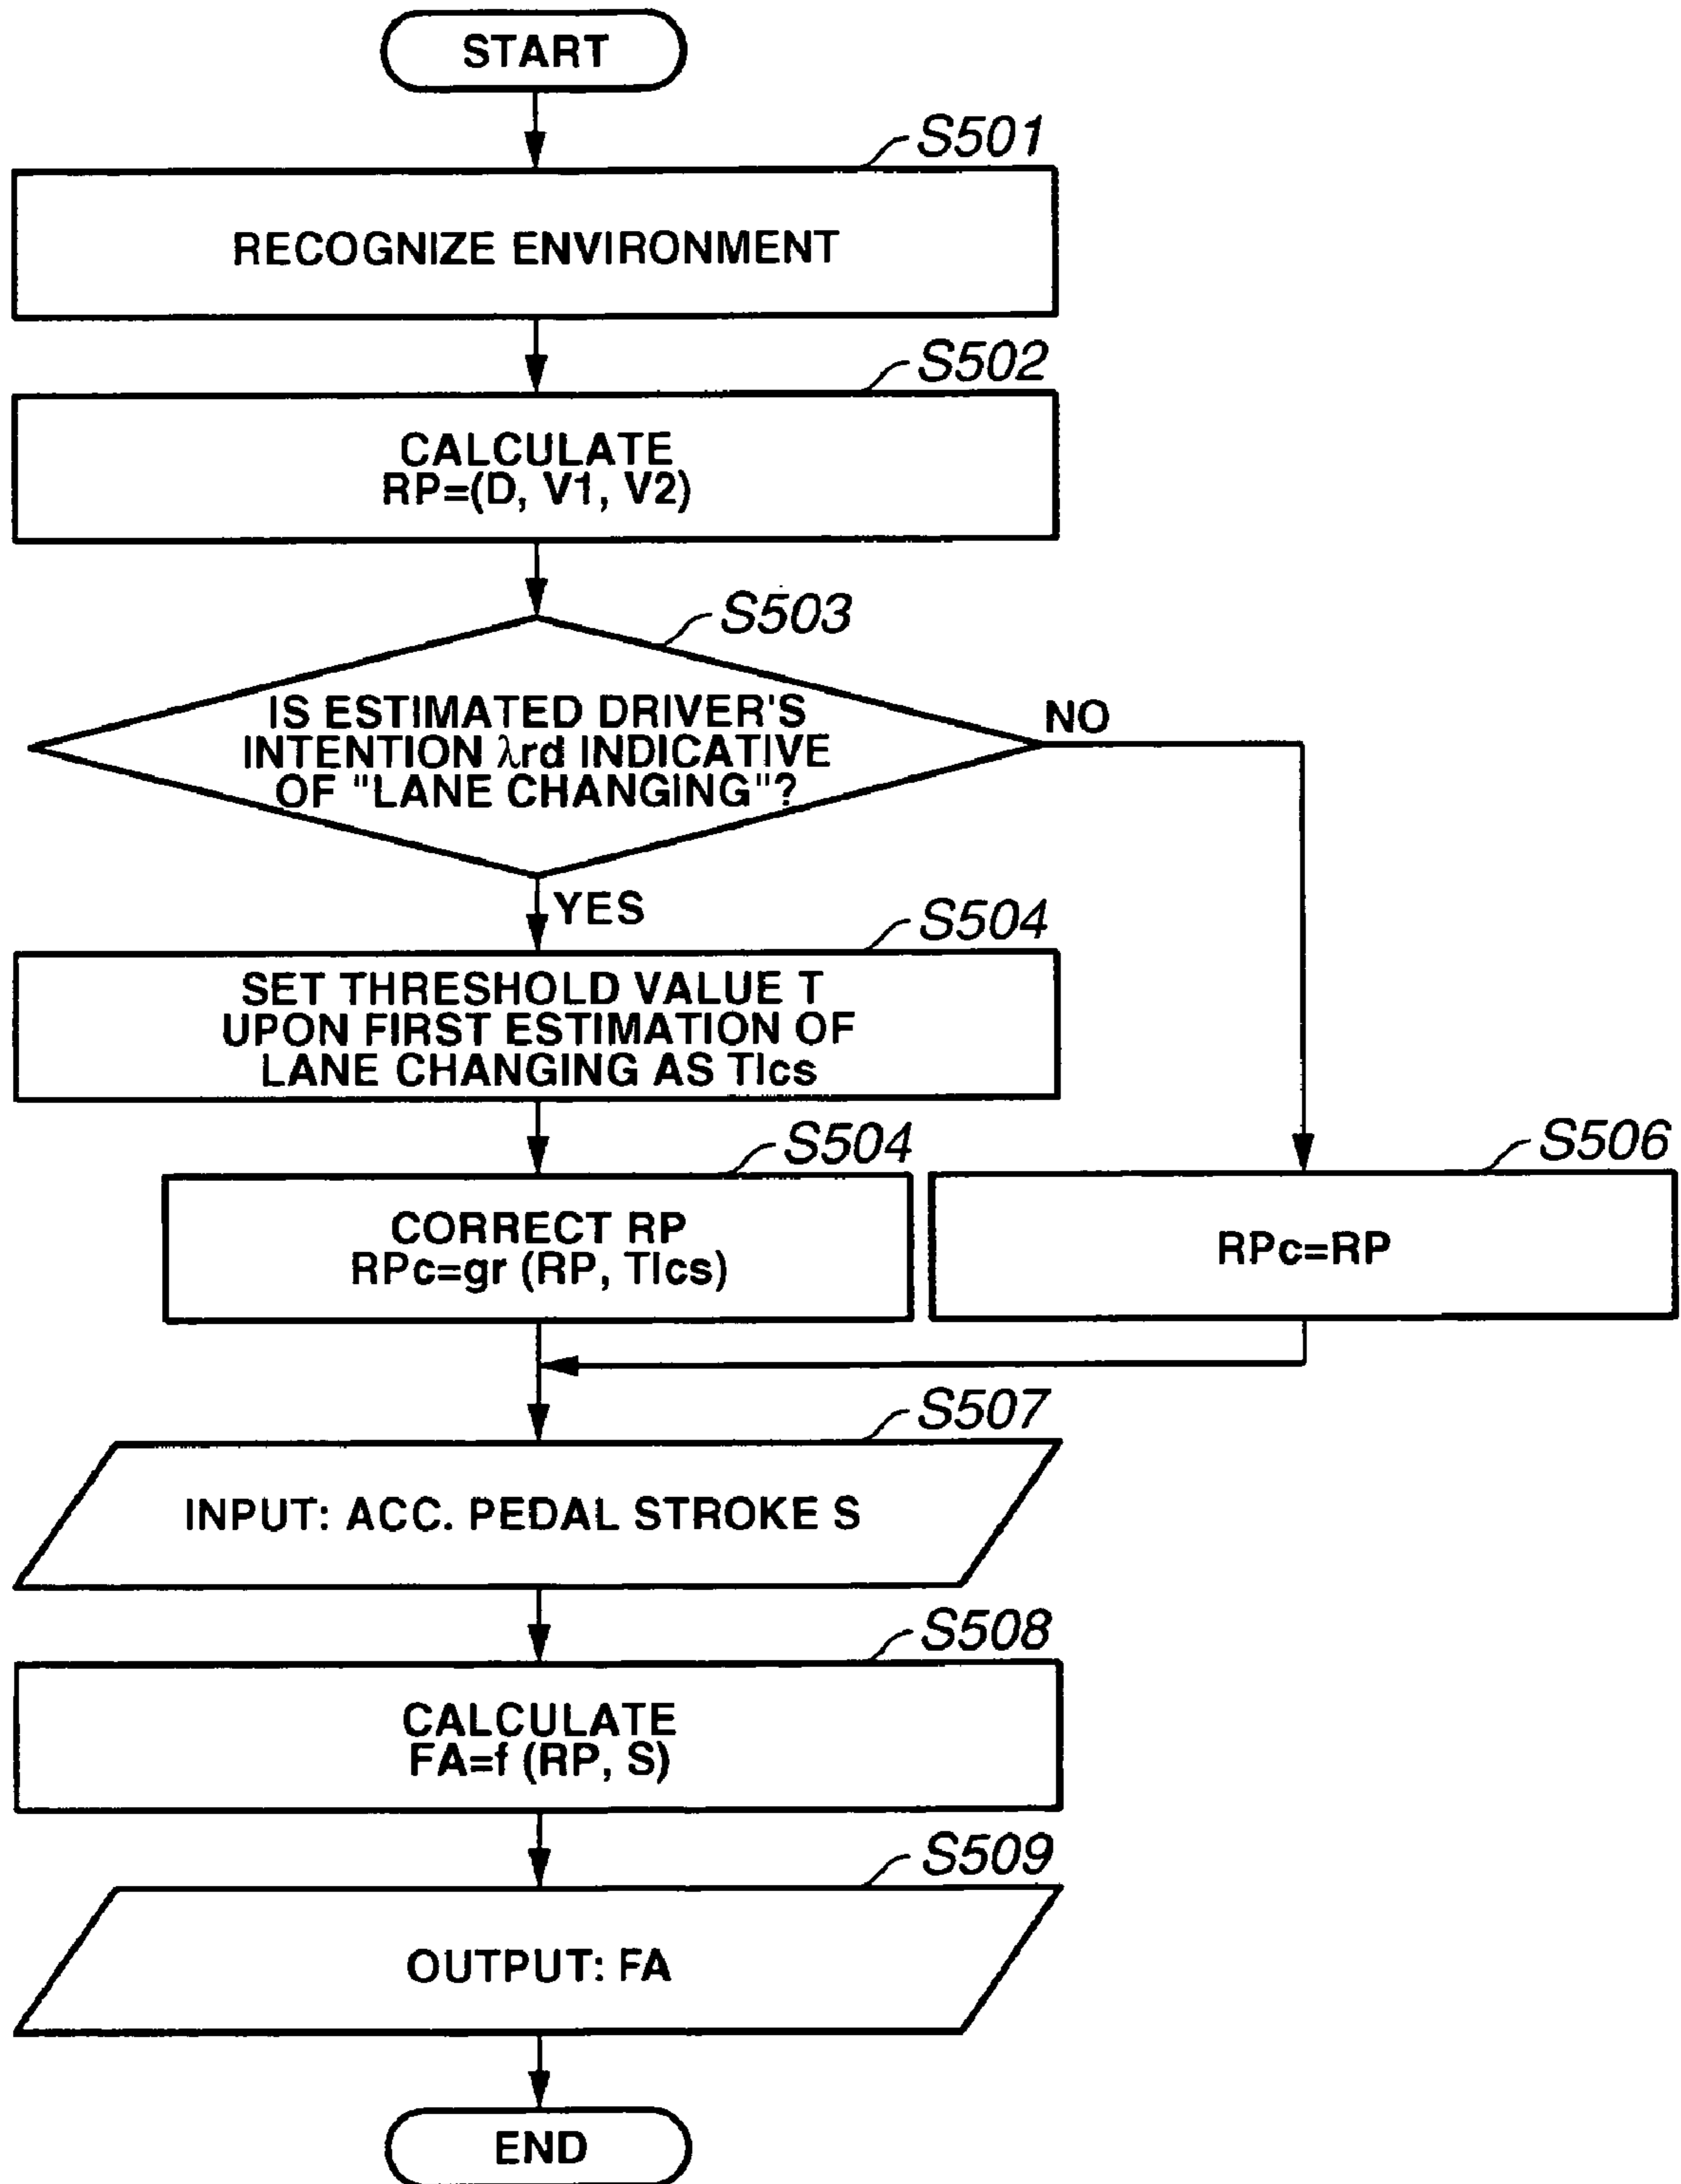 START
S501
RECOGNIZE ENVIRONMENT
S502
CALCULATE
RP=(D, V1, V2)
S503
IS ESTIMATED DRIVER'S
INTENTION λrd INDICATIVE
OF "LANE CHANGING"?
NO
YES
S504
SET THRESHOLD VALUE T
UPON FIRST ESTIMATION OF
LANE CHANGING AS Tlcs
S504
CORRECT RP
RPc=gr (RP, Tlcs)
S506
RPc=RP
S507
INPUT: ACC. PEDAL STROKE S
S508
CALCULATE
FA=f (RP, S)
S509
OUTPUT: FA
END